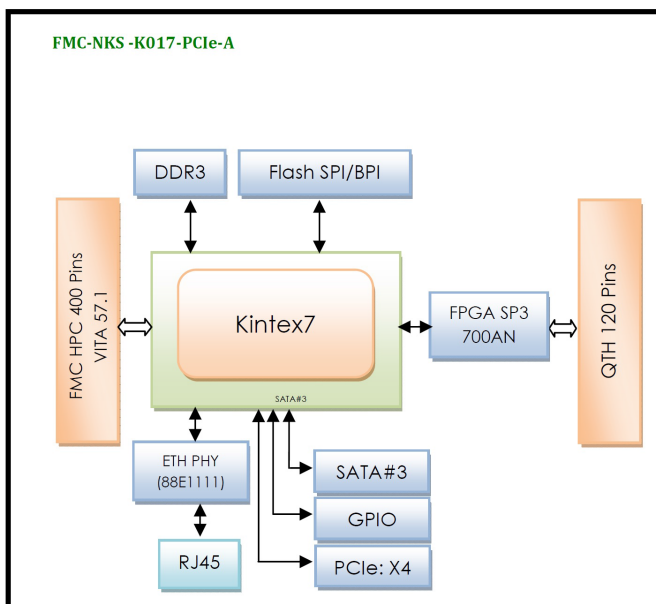 FMC-NKS -K017-PCIe-A
DDR3
Flash SPI/BPI
FMC HPC 400 Pins
VITA 57.1
Kintex7
SATA#3
FPGA SP3
700AN
QTH 120 Pins
ETH PHY
(88E1111)
RJ45
SATA#3
GPIO
PCIe: X4